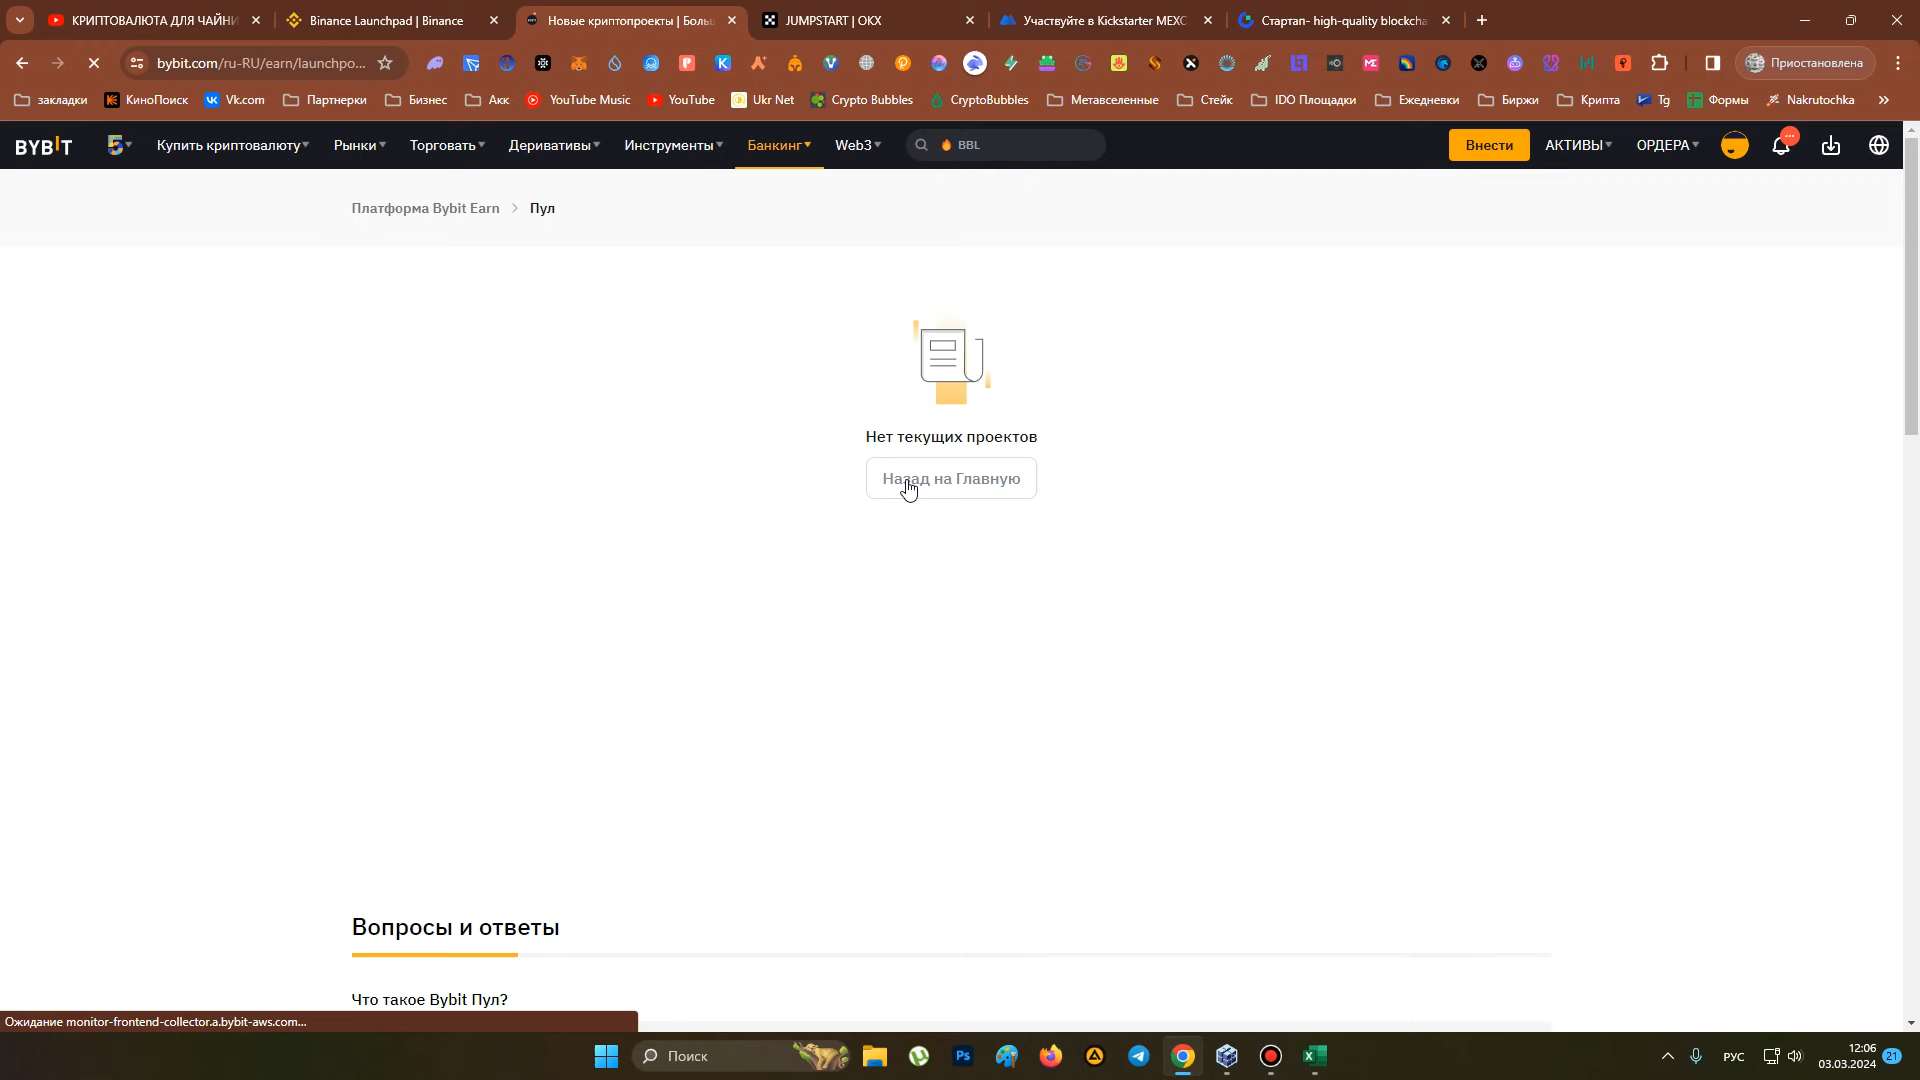 КРИПТОВАЛЮТА ДЛЯ ЧАЙНИ
Binance Launchpad | Binance
Новые криптопроекты | Боль
JUMPSTART | OKX
Участвуйте в Kickstarter MEXC
Стартап- high-quality blockcha
bybit.com/ru-RU/earn/launchpo...
Приостановлена
закладки
КиноПоиск
Vk.com
Партнерки
Бизнес
Акк
YouTube Music
YouTube
Ukr Net
Crypto Bubbles
CryptoBubbles
Метавселенные
Стейк
IDO Площадки
Ежедневки
Биржи
Крипта
Tg
Формы
Nakrutochka
BYBIT
Купить криптовалюту
Рынки
Торговать
Деривативы
Инструменты
Банкинг
Web3
BBL
Внести
АКТИВЫ
ОРДЕРА
Платформа Bybit Earn > Пул
Нет текущих проектов
Назад на Главную
Вопросы и ответы
Что такое Bybit Пул?
Ожидание monitor-frontend-collector.a.bybit-aws.com...
Поиск
РУС
12:06
03.03.2024
21